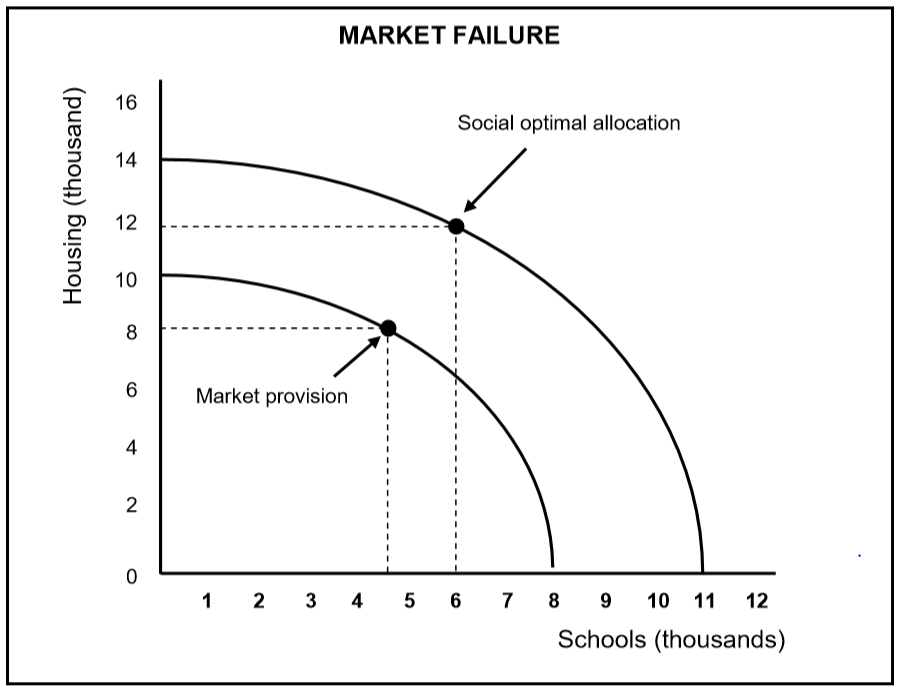 MARKET FAILURE
Housing (thousand)
16
14
12
10
8
6
4
2
0
Social optimal allocation
Market provision
1 2 3 4 5 6 7 8 9 10 11 12
Schools (thousands)